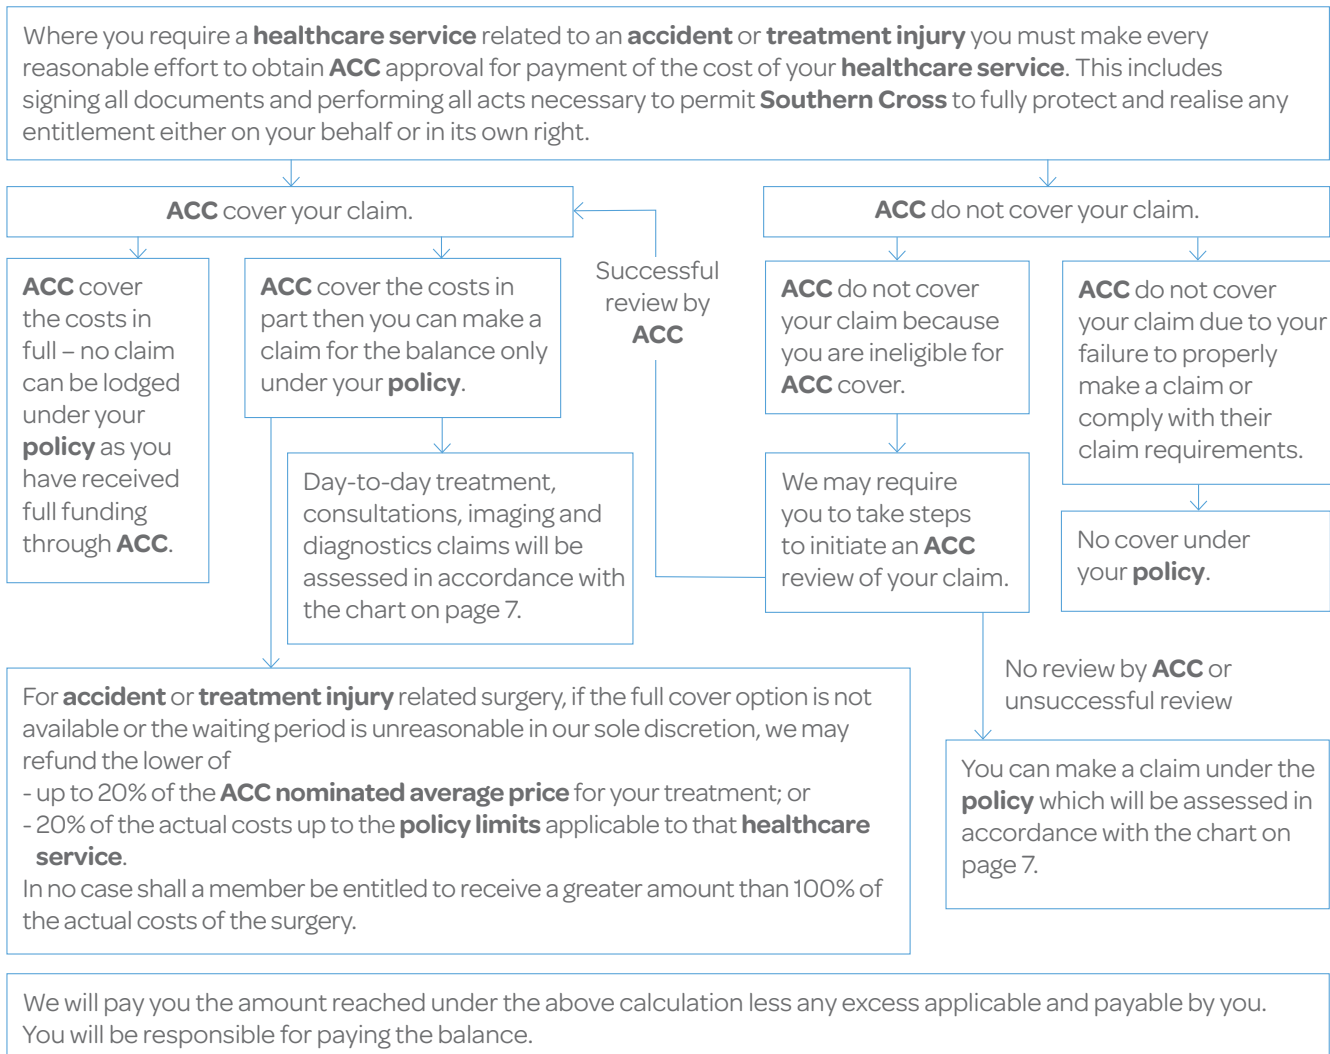 Where you require a healthcare service related to an accident or treatment injury you must make every
reasonable effort to obtain ACC approval for payment of the cost of your healthcare service. This includes
signing all documents and performing all acts necessary to permit Southern Cross to fully protect and realise any
entitlement either on your behalf or in its own right.
ACC cover your claim.
ACC do not cover your claim.
ACC cover
the costs in
full – no claim
can be lodged
under your
policy as you
have received
full funding
through ACC.
ACC cover the costs in
part then you can make a
claim for the balance only
under your policy.
Successful
review by
ACC
ACC do not cover
your claim because
you are ineligible for
ACC cover.
ACC do not cover
your claim due to your
failure to properly
make a claim or
comply with their
claim requirements.
Day-to-day treatment,
consultations, imaging and
diagnostics claims will be
assessed in accordance with
the chart on page 7.
We may require
you to take steps
to initiate an ACC
review of your claim.
No cover under
your policy.
For accident or treatment injury related surgery, if the full cover option is not
available or the waiting period is unreasonable in our sole discretion, we may
refund the lower of
- up to 20% of the ACC nominated average price for your treatment; or
- 20% of the actual costs up to the policy limits applicable to that healthcare
service.
In no case shall a member be entitled to receive a greater amount than 100% of
the actual costs of the surgery.
No review by ACC or
unsuccessful review
You can make a claim under the
policy which will be assessed in
accordance with the chart on
page 7.
We will pay you the amount reached under the above calculation less any excess applicable and payable by you.
You will be responsible for paying the balance.